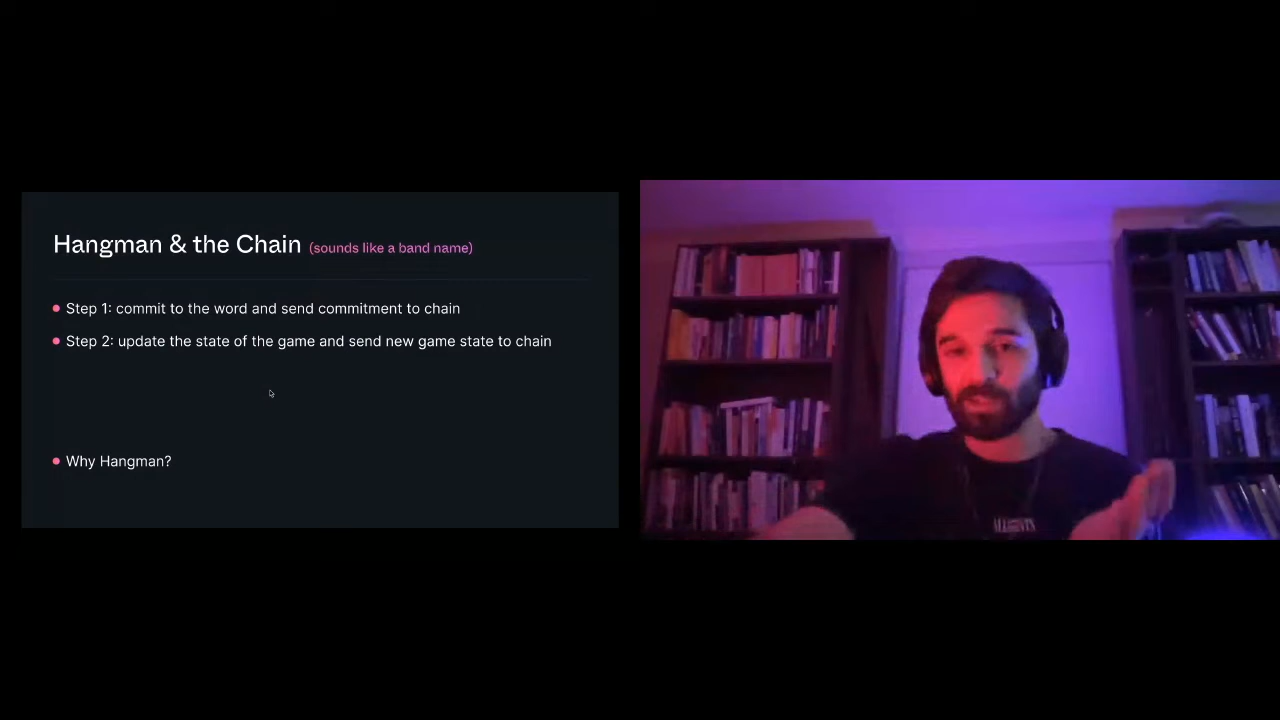 Hangman & the Chain (sounds like a band name)
Step 1: commit to the word and send commitment to chain
Step 2: update the state of the game and send new game state to chain
Why Hangman?